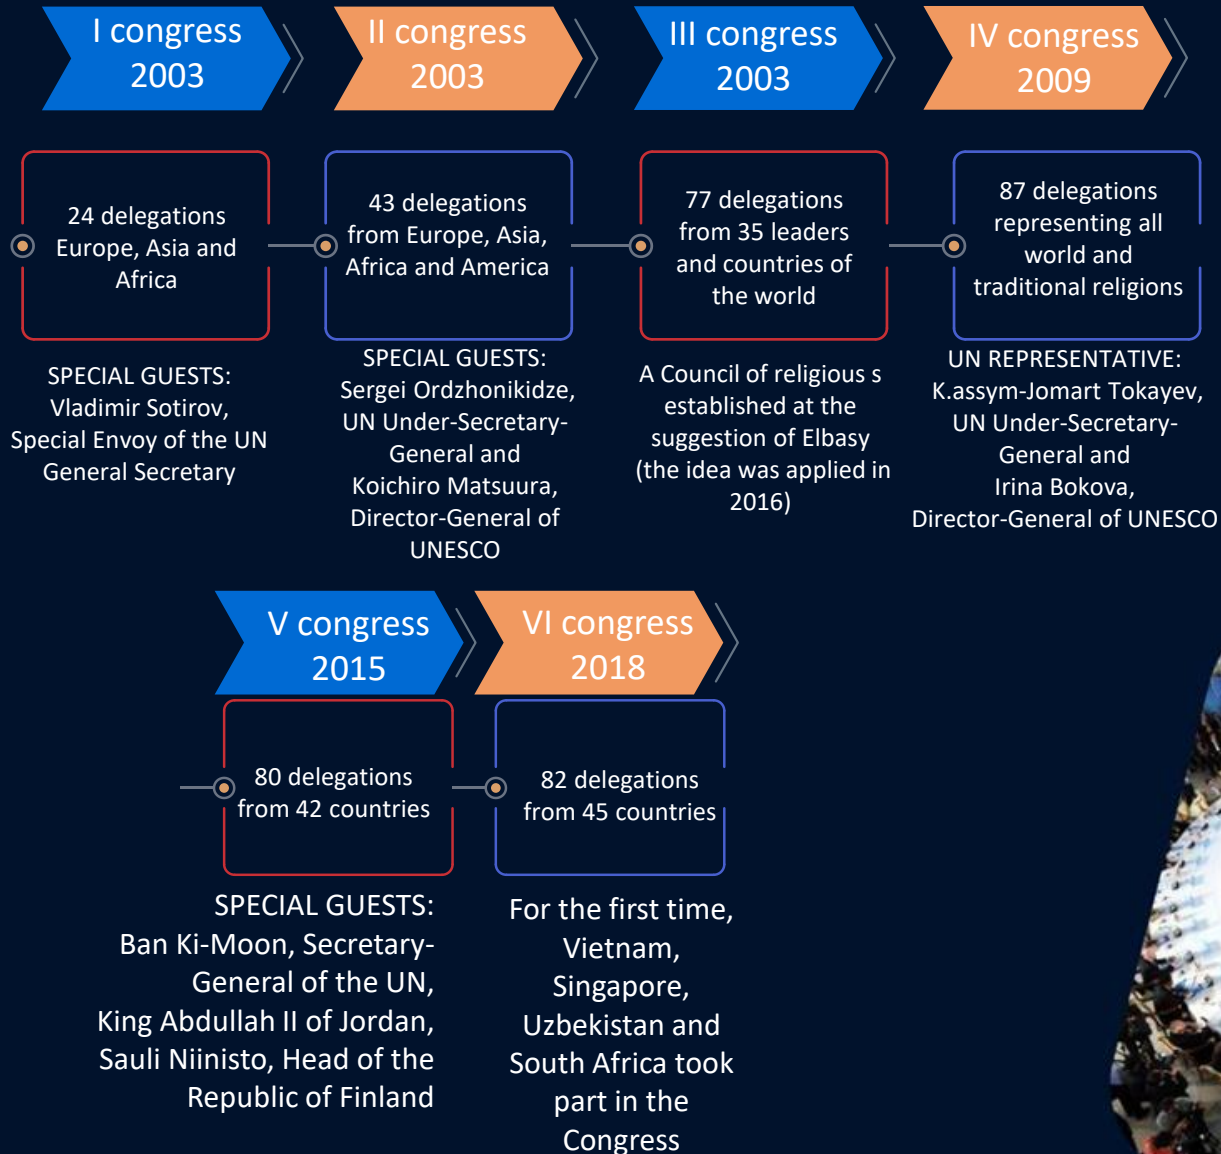 I congress
2003
II congress
2003
III congress
2003
IV congress
2009
24 delegations
Europe, Asia and
Africa
43 delegations
from Europe, Asia,
Africa and America
77 delegations
from 35 leaders
and countries of
the world
87 delegations
representing all
world and
traditional religions
SPECIAL GUESTS:
Vladimir Sotirov,
Special Envoy of the UN
General Secretary
SPECIAL GUESTS:
Sergei Ordzhonikidze,
UN Under-Secretary-
General and
Koichiro Matsuura,
Director-General of
UNESCO
A Council of religious s
established at the
suggestion of Elbasy
(the idea was applied in
2016)
UN REPRESENTATIVE:
K.assym-Jomart Tokayev,
UN Under-Secretary-
General and
Irina Bokova,
Director-General of UNESCO
V congress
2015
VI congress
2018
80 delegations
from 42 countries
82 delegations
from 45 countries
SPECIAL GUESTS:
Ban Ki-Moon, Secretary-
General of the UN,
King Abdullah II of Jordan,
Sauli Niinisto, Head of the
Republic of Finland
For the first time,
Vietnam,
Singapore,
Uzbekistan and
South Africa took
part in the
Congress